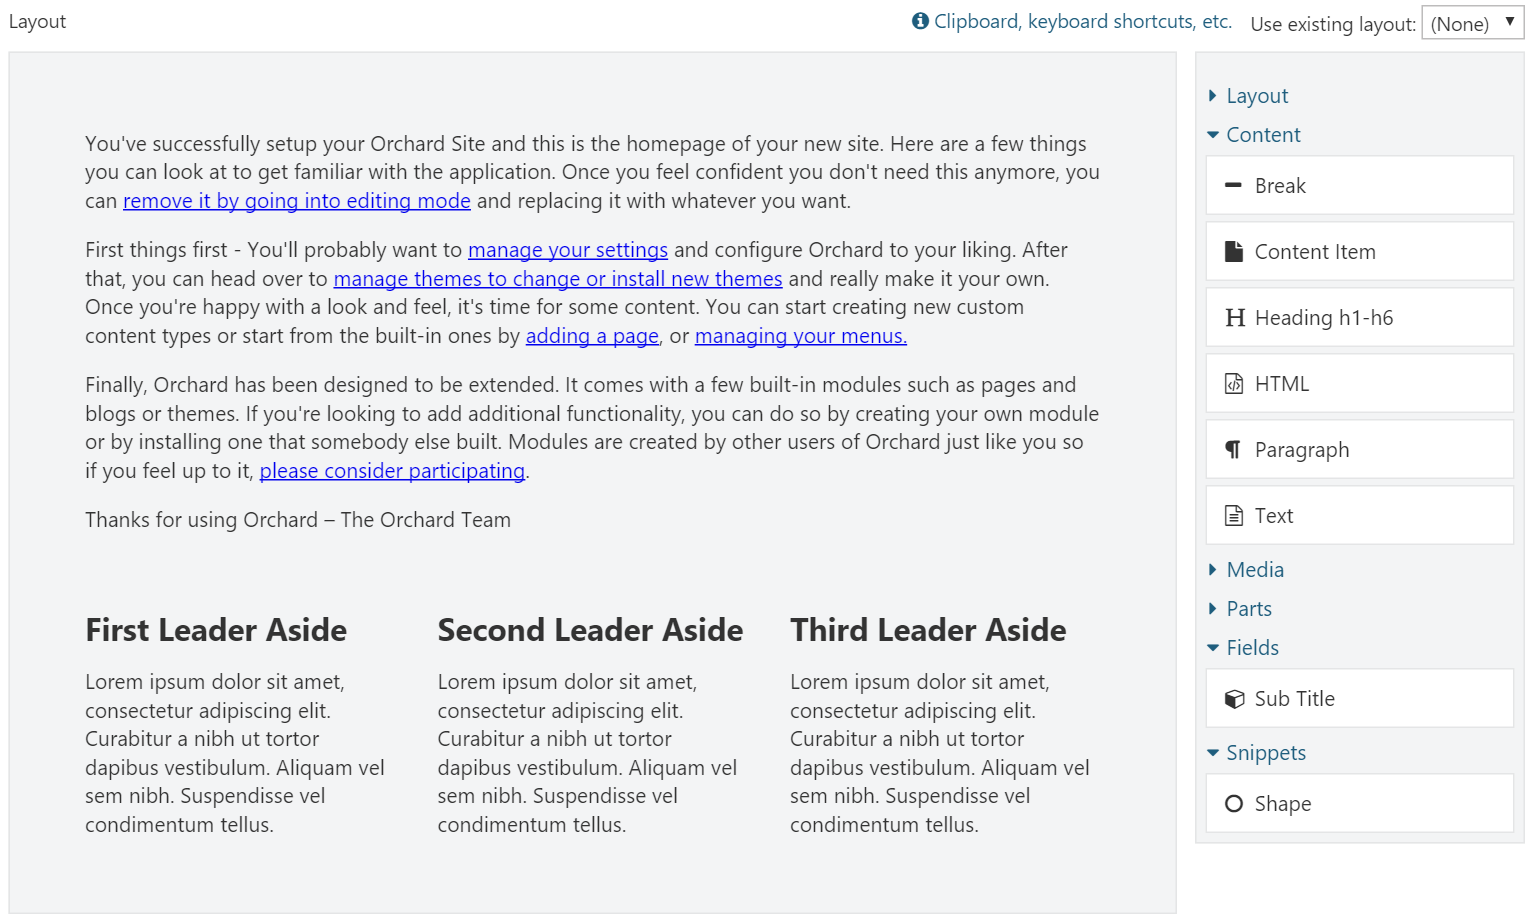 Layout
Clipboard, keyboard shortcuts, etc. Use existing layout: (None)
You've successfully setup your Orchard Site and this is the homepage of your new site. Here are a few things
you can look at to get familiar with the application. Once you feel confident you don't need this anymore, you
can remove it by going into editing mode and replacing it with whatever you want.
First things first - You'll probably want to manage your settings and configure Orchard to your liking. After
that, you can head over to manage themes to change or install new themes and really make it your own.
Once you're happy with a look and feel, it's time for some content. You can start creating new custom
content types or start from the built-in ones by adding a page, or managing your menus.
Finally, Orchard has been designed to be extended. It comes with a few built-in modules such as pages and
blogs or themes. If you're looking to add additional functionality, you can do so by creating your own module
or by installing one that somebody else built. Modules are created by other users of Orchard just like you so
if you feel up to it, please consider participating.
Thanks for using Orchard – The Orchard Team
First Leader Aside
Lorem ipsum dolor sit amet,
consectetur adipiscing elit.
Curabitur a nibh ut tortor
dapibus vestibulum. Aliquam vel
sem nibh. Suspendisse vel
condimentum tellus.
Second Leader Aside
Lorem ipsum dolor sit amet,
consectetur adipiscing elit.
Curabitur a nibh ut tortor
dapibus vestibulum. Aliquam vel
sem nibh. Suspendisse vel
condimentum tellus.
Third Leader Aside
Lorem ipsum dolor sit amet,
consectetur adipiscing elit.
Curabitur a nibh ut tortor
dapibus vestibulum. Aliquam vel
sem nibh. Suspendisse vel
condimentum tellus.
Layout
Content
Break
Content Item
Heading h1-h6
HTML
Paragraph
Text
Media
Parts
Fields
Sub Title
Snippets
Shape